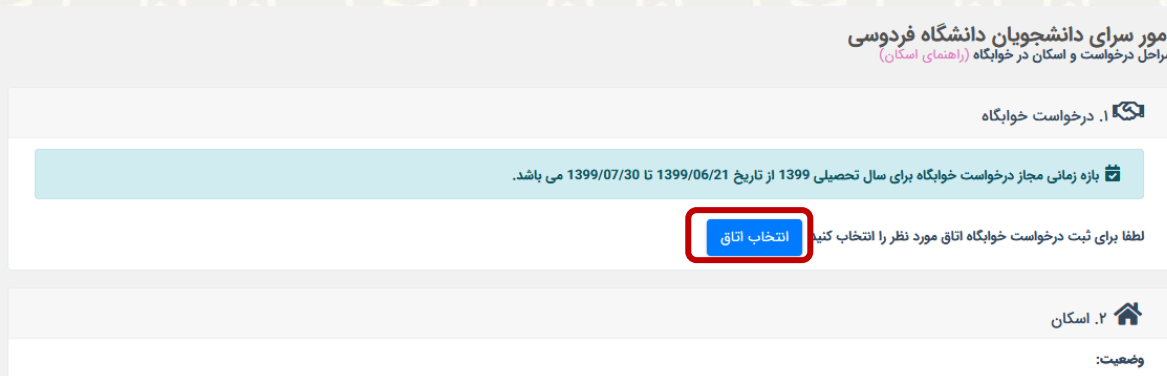 مور سرای دانشجویان دانشگاه فردوسی
مراحل درخواست و اسکان در خوابگاه (راهنمای اسکان)
۱. درخواست خوابگاه
بازه زمانی مجاز درخواست خوابگاه برای سال تحصیلی 1399 از تاریخ 1399/06/21 تا 1399/07/30 می باشد.
لطفا برای ثبت درخواست خوابگاه اتاق مورد نظر را انتخاب کنید انتخاب اتاق
۲. اسکان
وضعیت: